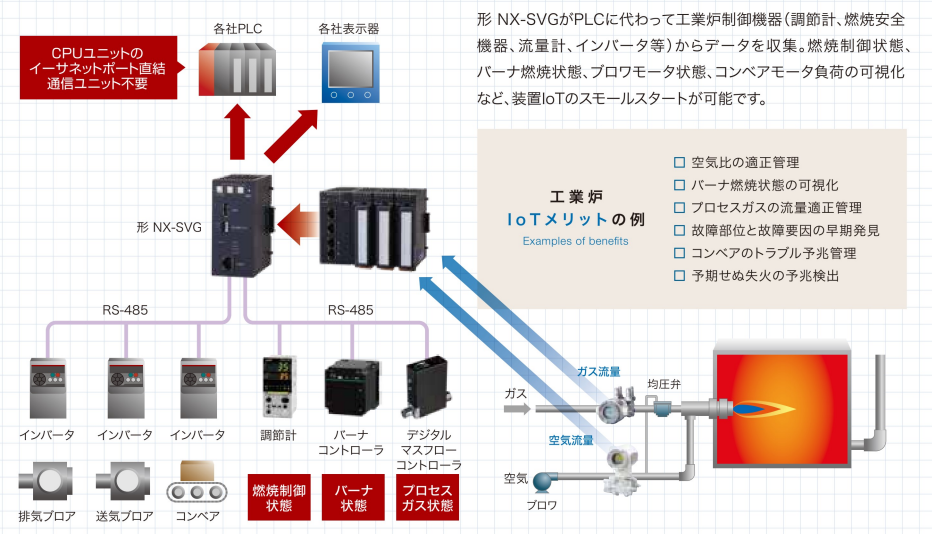 各社PLC
各社表示器
CPUユニットの
イーサネットポート直結
通信ユニット不要
形 NX-SVGがPLCに代わって工業炉制御機器（調節計、燃焼安全
機器、流量計、インバータ等）からデータを収集。燃焼制御状態、
バーナ燃焼状態、ブロワモータ状態、コンベアモータ負荷の可視化
など、装置IoTのスモールスタートが可能です。
工業炉
IoTメリットの例
Examples of benefits
□ 空気比の適正管理
□ バーナ燃焼状態の可視化
□ プロセスガスの流量適正管理
□ 故障部位と故障要因の早期発見
□ コンベアのトラブル予兆管理
□ 予期せぬ失火の予兆検出
形 NX-SVG
RS-485
RS-485
インバータ
インバータ
インバータ
調節計
バーナ
コントローラ
デジタル
マスフロー
コントローラ
排気ブロア
送気ブロア
コンベア
燃焼制御
状態
バーナ
状態
プロセス
ガス状態
ガス流量
均圧弁
ガス
空気流量
空気
ブロワ